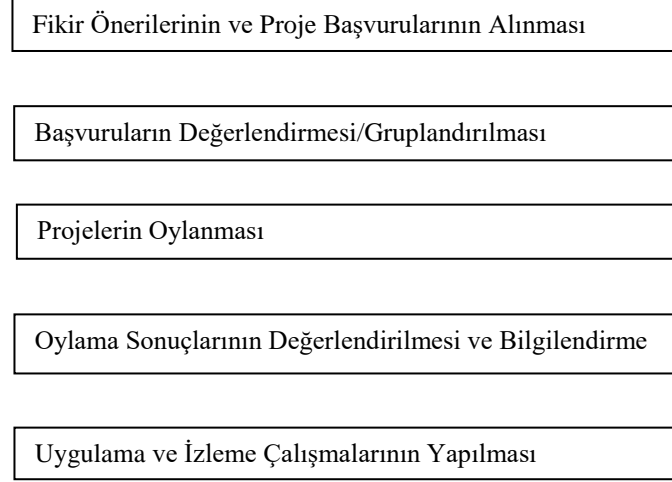 Fikir Önerilerinin ve Proje Başvurularının Alınması
Başvuruların Değerlendirmesi/Gruplandırılması
Projelerin Oylanması
Oylama Sonuçlarının Değerlendirilmesi ve Bilgilendirme
Uygulama ve İzleme Çalışmalarının Yapılması